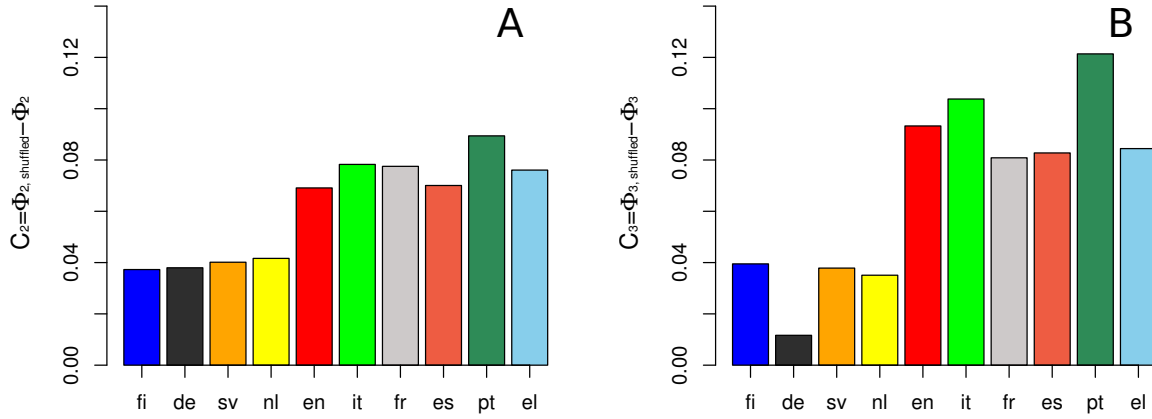 A
C₂=Φ₂, shuffled−Φ₂
0.12
0.08
0.04
0.00
fi de sv nl en it fr es pt el
B
C₃=Φ₃, shuffled−Φ₃
0.12
0.08
0.04
0.00
fi de sv nl en it fr es pt el